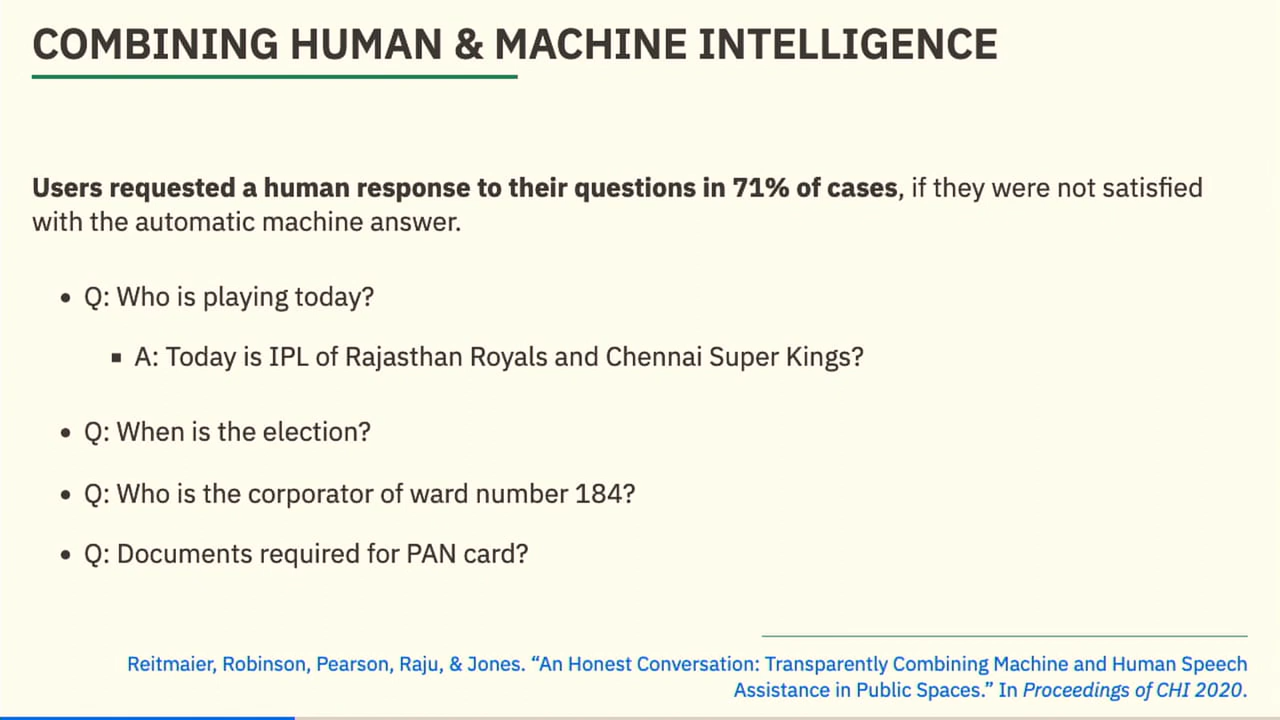 COMBINING HUMAN & MACHINE INTELLIGENCE
Users requested a human response to their questions in 71% of cases, if they were not satisfied
with the automatic machine answer.
• Q: Who is playing today?
▪ A: Today is IPL of Rajasthan Royals and Chennai Super Kings?
• Q: When is the election?
• Q: Who is the corporator of ward number 184?
• Q: Documents required for PAN card?
Reitmaier, Robinson, Pearson, Raju, & Jones. “An Honest Conversation: Transparently Combining Machine and Human Speech
Assistance in Public Spaces.” In Proceedings of CHI 2020.